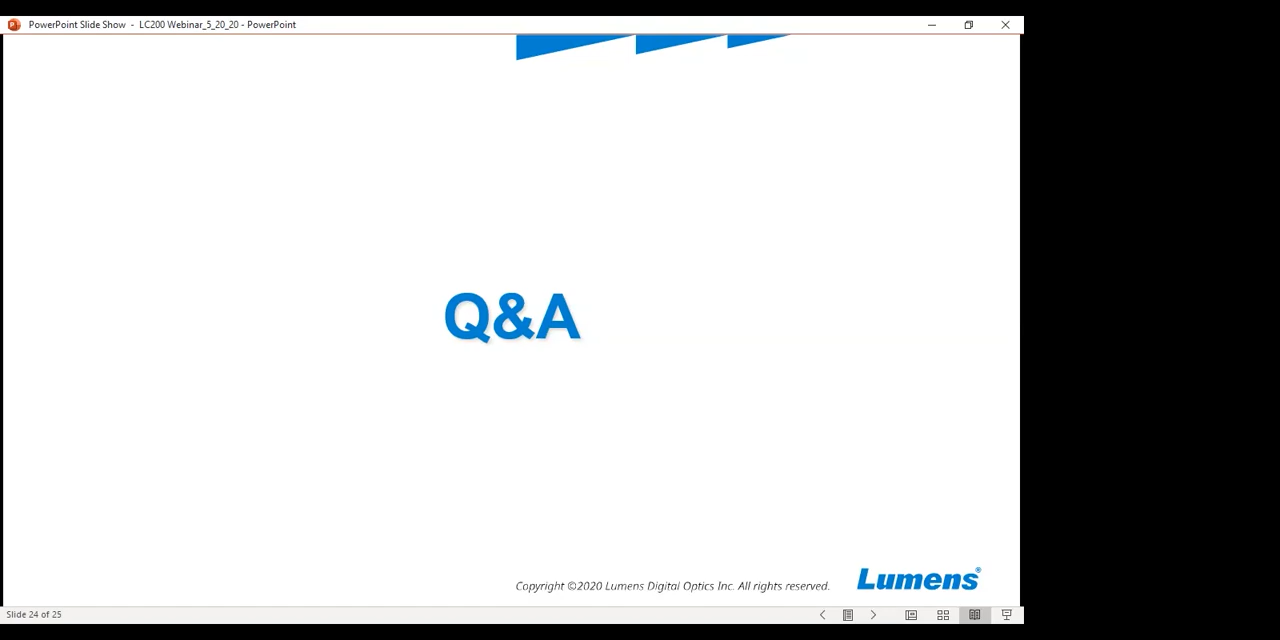 PowerPoint Slide Show - LC200 Webinar_5_20_20 - PowerPoint
Q&A
Copyright ©2020 Lumens Digital Optics Inc. All rights reserved.
Lumens®
Slide 24 of 25